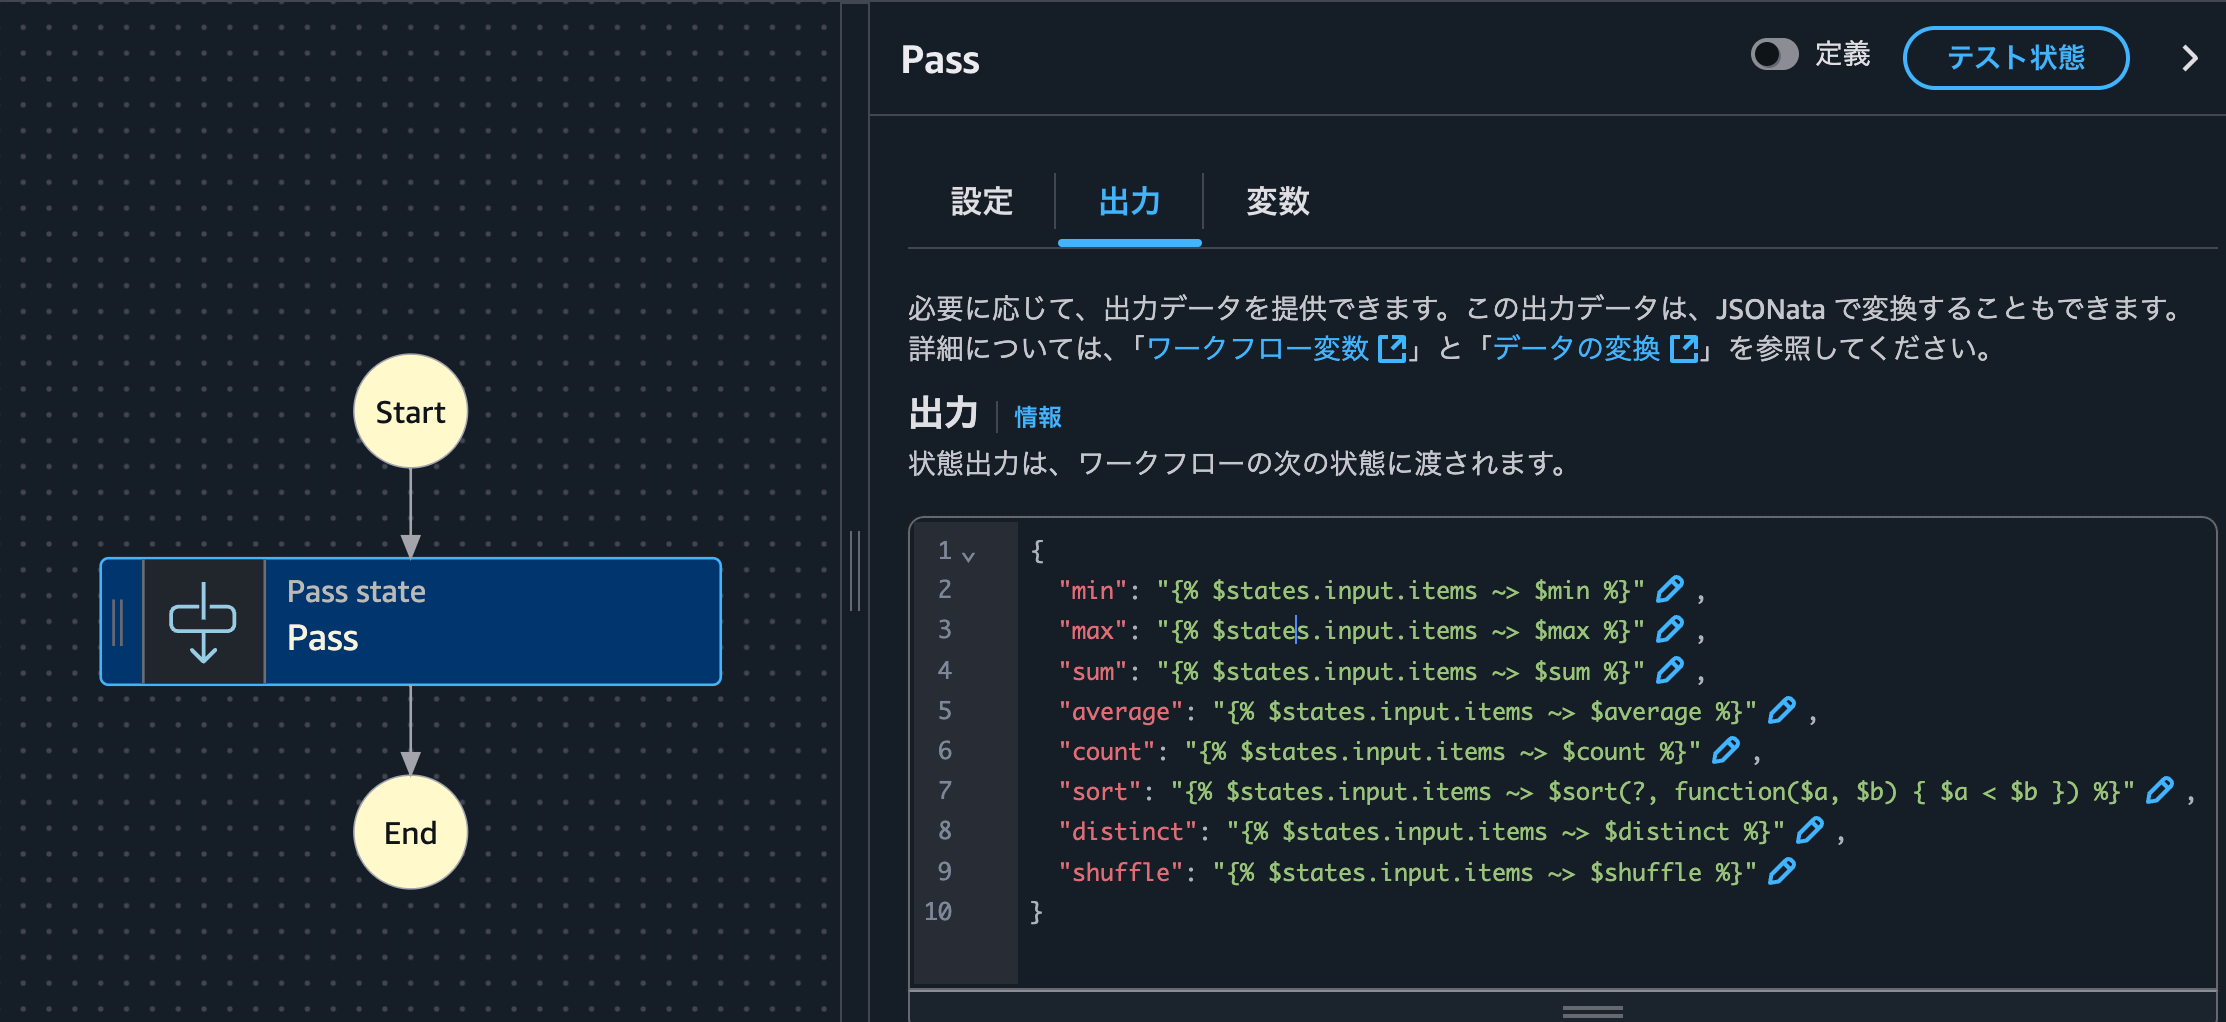 Start
Pass state
Pass
End
Pass
定義
テスト状態
設定
出力
変数
必要に応じて、出力データを提供できます。この出力データは、JSONata で変換することもできます。
詳細については、「ワークフロー変数」と「データの変換」を参照してください。
出力
情報
状態出力は、ワークフローの次の状態に渡されます。
1 {
2 "min": "{% $states.input.items ~> $min %}" ,
3 "max": "{% $states.input.items ~> $max %}" ,
4 "sum": "{% $states.input.items ~> $sum %}" ,
5 "average": "{% $states.input.items ~> $average %}" ,
6 "count": "{% $states.input.items ~> $count %}" ,
7 "sort": "{% $states.input.items ~> $sort(?, function($a, $b) { $a < $b }) %}" ,
8 "distinct": "{% $states.input.items ~> $distinct %}" ,
9 "shuffle": "{% $states.input.items ~> $shuffle %}"
10 }